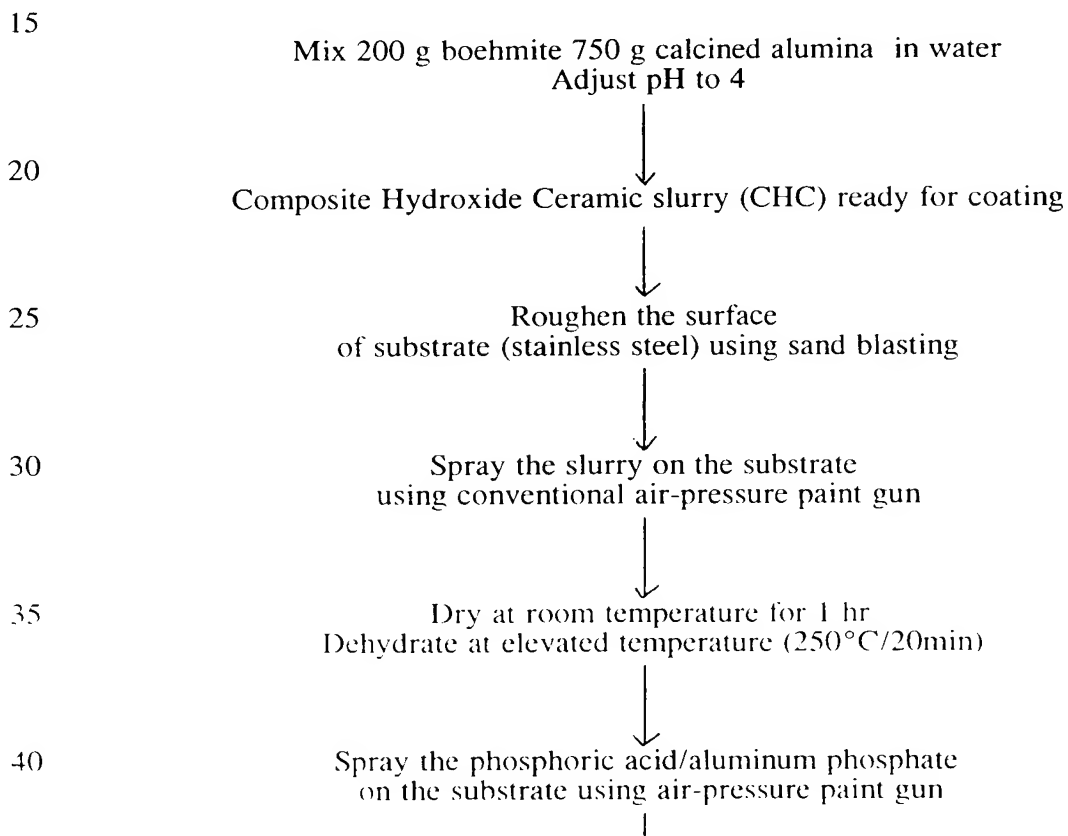 15
Mix 200 g boehmite 750 g calcined alumina in water
Adjust pH to 4
20
Composite Hydroxide Ceramic slurry (CHC) ready for coating
25
Roughen the surface
of substrate (stainless steel) using sand blasting
30
Spray the slurry on the substrate
using conventional air-pressure paint gun
35
Dry at room temperature for 1 hr
Dehydrate at elevated temperature (250°C/20min)
40
Spray the phosphoric acid/aluminum phosphate
on the substrate using air-pressure paint gun